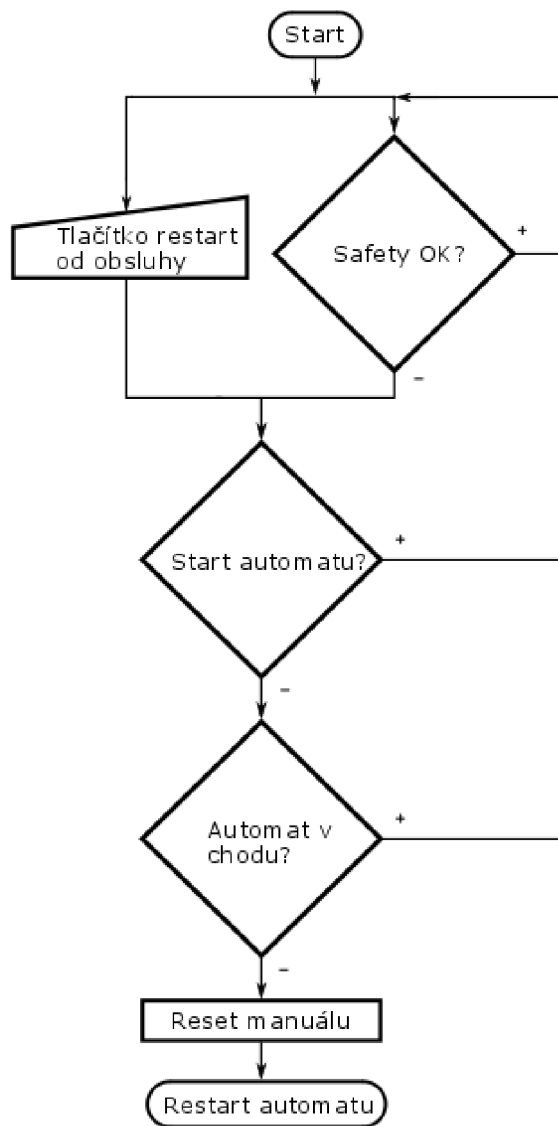 Start
Tlačítko restart
od obsluhy
Safety OK?
+
-
Start automatu?
+
-
Automat v
chodu?
+
-
Reset manuálu
Restart automatu